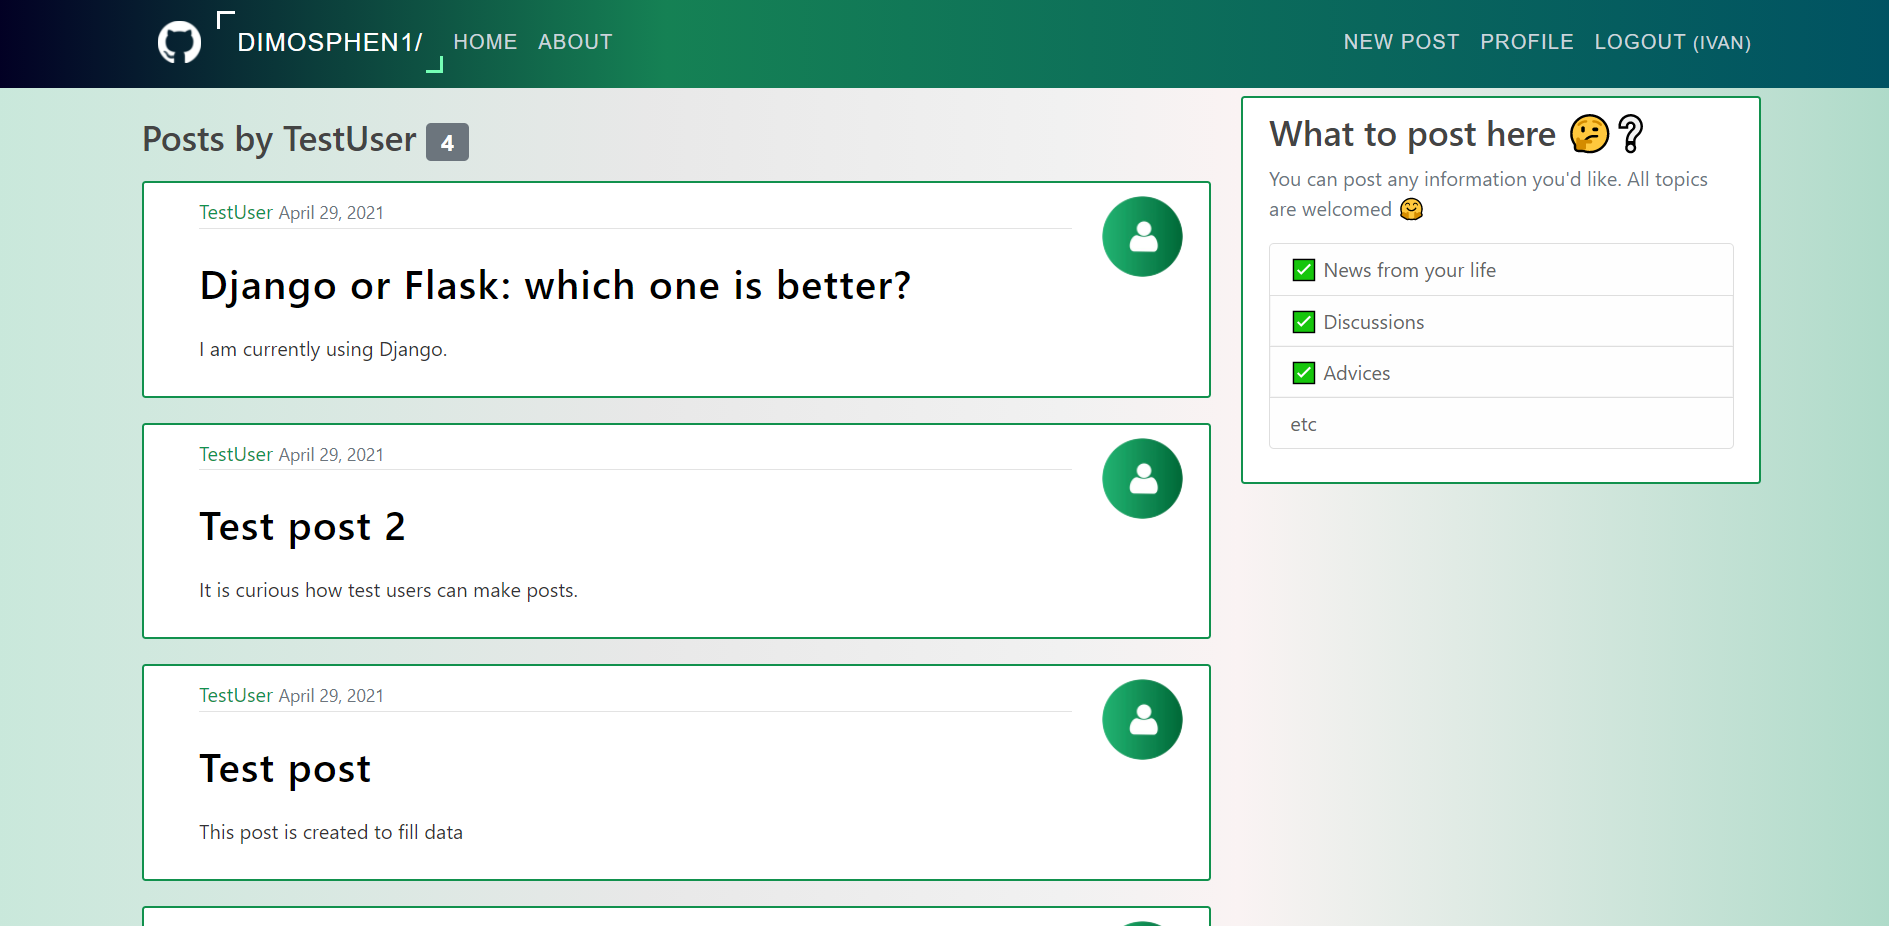 DIMOSPHEN1/ HOME ABOUT NEW POST PROFILE LOGOUT (IVAN)
Posts by TestUser 4
TestUser April 29, 2021
Django or Flask: which one is better?
I am currently using Django.
TestUser April 29, 2021
Test post 2
It is curious how test users can make posts.
TestUser April 29, 2021
Test post
This post is created to fill data
What to post here 🤔❔
You can post any information you'd like. All topics
are welcomed 🤗
✅ News from your life
✅ Discussions
✅ Advices
etc